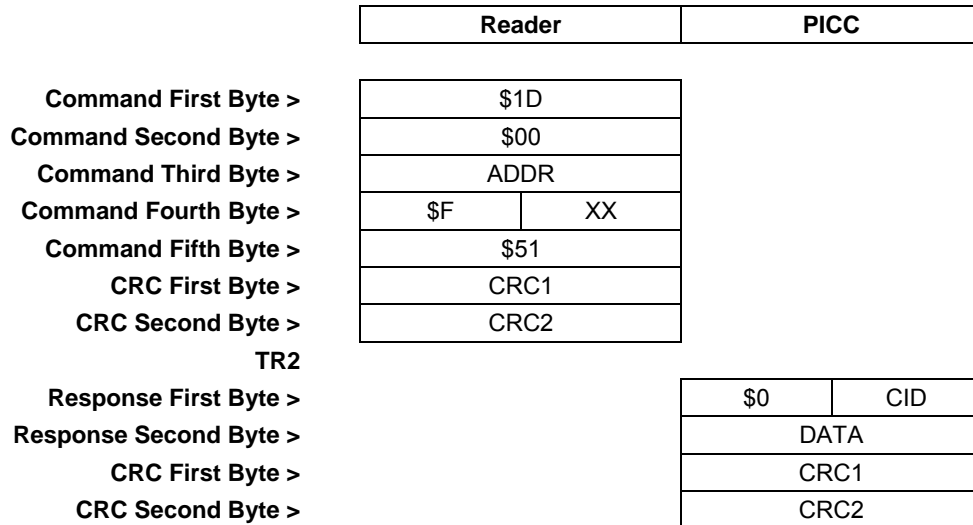 Reader PICC
Command First Byte > $1D
Command Second Byte > $00
Command Third Byte > ADDR
Command Fourth Byte > $F XX
Command Fifth Byte > $51
CRC First Byte > CRC1
CRC Second Byte > CRC2
TR2
Response First Byte > $0 CID
Response Second Byte > DATA
CRC First Byte > CRC1
CRC Second Byte > CRC2